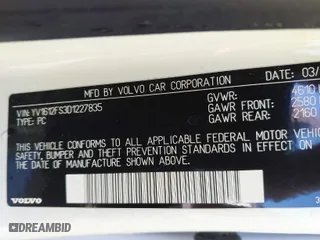 MFD BY VOLVO CAR CORPORATION 03/
VIN: YV1612FS3D1227835 GVWR: 4610
TYPE: PC GAWR FRONT: 2580
GAWR REAR: 2160
THIS VEHICLE CONFORMS TO ALL APPLICABLE FEDERAL MOTOR VEHIC
SAFETY, BUMPER AND THEFT PREVENTION STANDARDS IN EFFECT ON
THE DATE OF MANUFACTURE SHOWN ABOVE.
VOLVO
DREAMBID